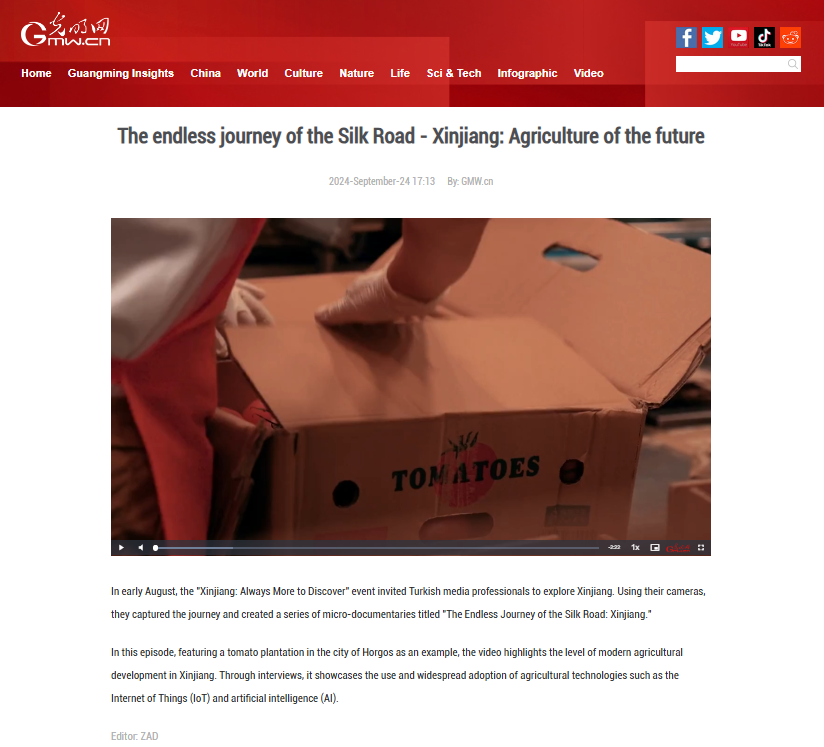 光明网
GMW.CN
YouTube
TikTok
Home Guangming Insights China World Culture Nature Life Sci & Tech Infographic Video
The endless journey of the Silk Road - Xinjiang: Agriculture of the future
2024-September-24 17:13 By: GMW.cn
TOMATOES
-2:22 1x
In early August, the "Xinjiang: Always More to Discover" event invited Turkish media professionals to explore Xinjiang. Using their cameras,
they captured the journey and created a series of micro-documentaries titled "The Endless Journey of the Silk Road: Xinjiang."
In this episode, featuring a tomato plantation in the city of Horgos as an example, the video highlights the level of modern agricultural
development in Xinjiang. Through interviews, it showcases the use and widespread adoption of agricultural technologies such as the
Internet of Things (IoT) and artificial intelligence (AI).
Editor: ZAD